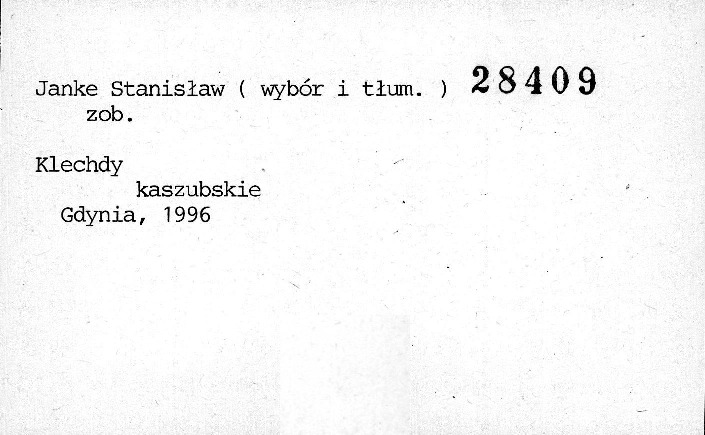 Janke Stanisław ( wybór i tłum. ) 28409
zob.
Klechdy
kaszubskie
Gdynia, 1996